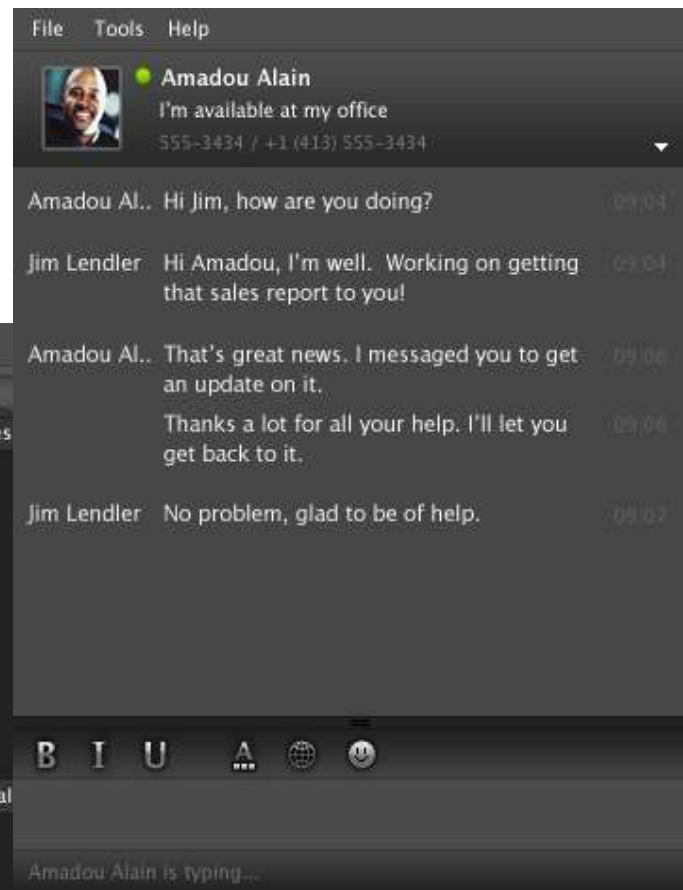 File Tools Help
Amadou Alain
I'm available at my office
555-3434 / +1 (413) 555-3434
Amadou Al.. Hi Jim, how are you doing? 09:04
Jim Lendler Hi Amadou, I'm well. Working on getting 09:04
that sales report to you!
Amadou Al.. That's great news. I messaged you to get 09:06
an update on it.
Thanks a lot for all your help. I'll let you 09:06
get back to it.
Jim Lendler No problem, glad to be of help. 09:07
B I U A
Amadou Alain is typing...
es
al